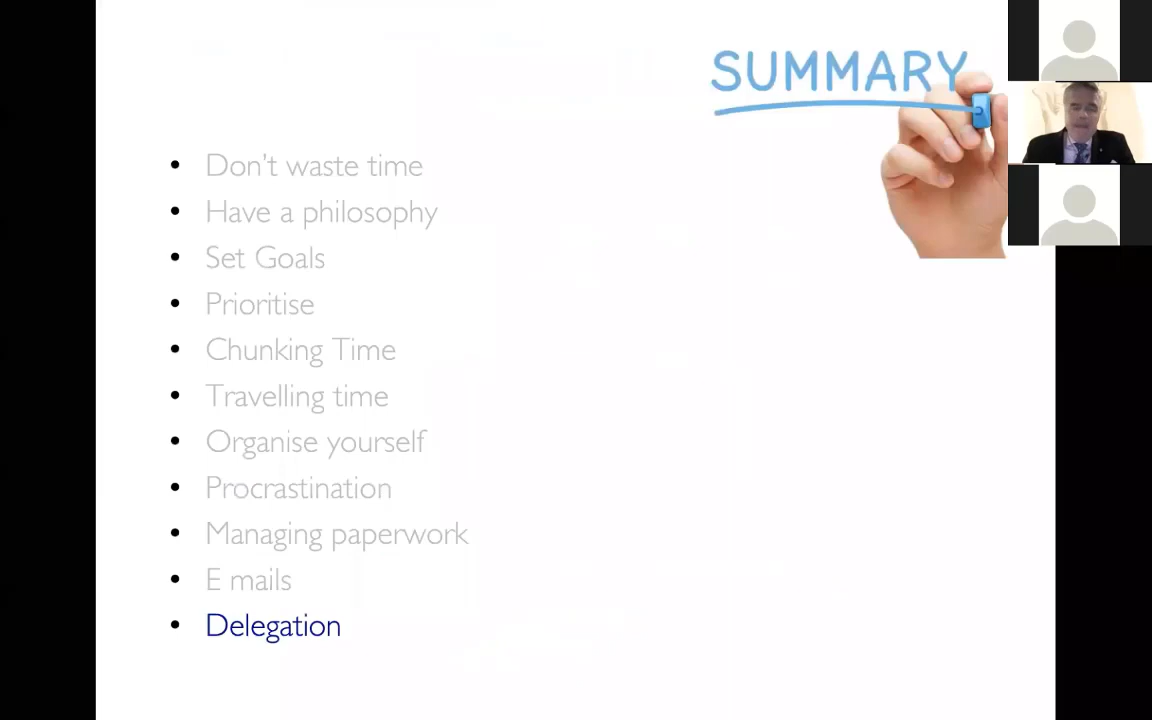 SUMMARY
• Don't waste time
• Have a philosophy
• Set Goals
• Prioritise
• Chunking Time
• Travelling time
• Organise yourself
• Procrastination
• Managing paperwork
• E mails
• Delegation